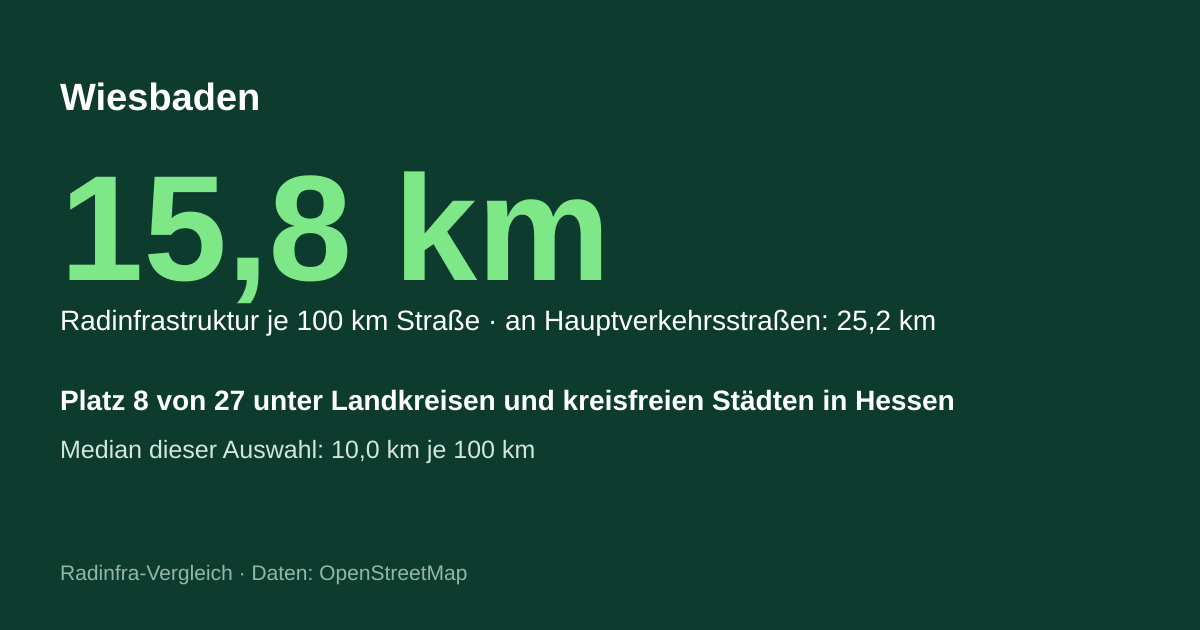 Wiesbaden
15,8 km
Radinfrastruktur je 100 km Straße · an Hauptverkehrsstraßen: 25,2 km
Platz 8 von 27 unter Landkreisen und kreisfreien Städten in Hessen
Median dieser Auswahl: 10,0 km je 100 km
Radinfra-Vergleich · Daten: OpenStreetMap